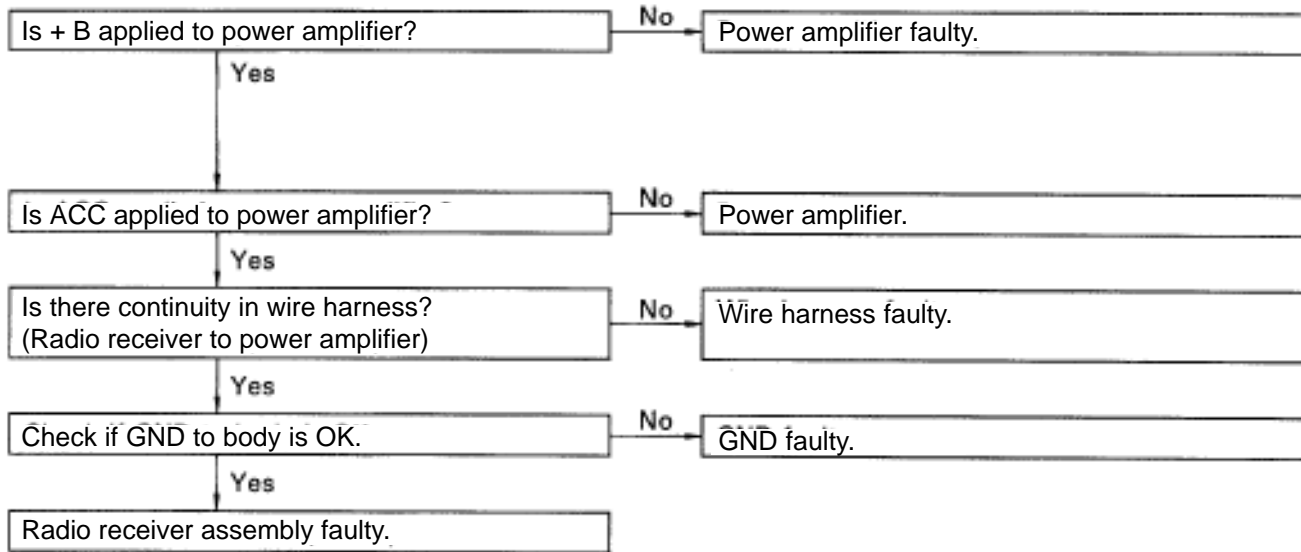 Is + B applied to power amplifier?
No
Power amplifier faulty.
Yes
Is ACC applied to power amplifier?
No
Power amplifier.
Yes
Is there continuity in wire harness?
(Radio receiver to power amplifier)
No
Wire harness faulty.
Yes
Check if GND to body is OK.
No
GND faulty.
Yes
Radio receiver assembly faulty.